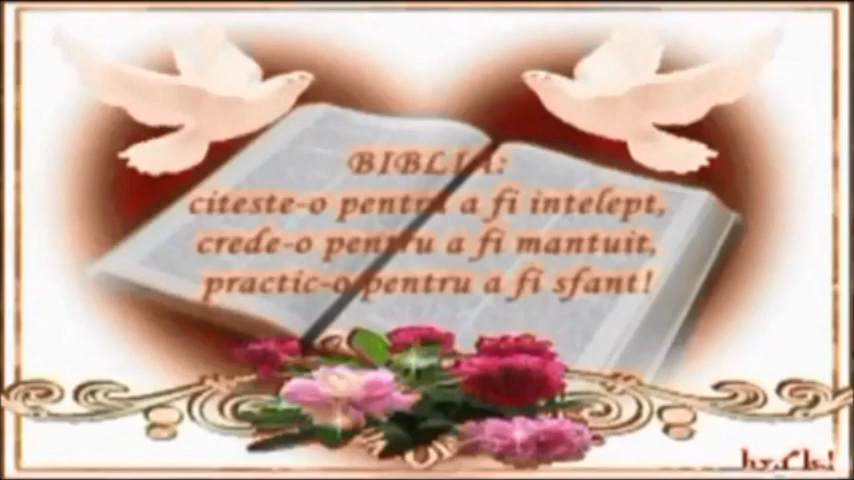 BIBLIA:
citeste-o pentru a fi intelept,
crede-o pentru a fi mantuit,
practic-o pentru a fi sfant!